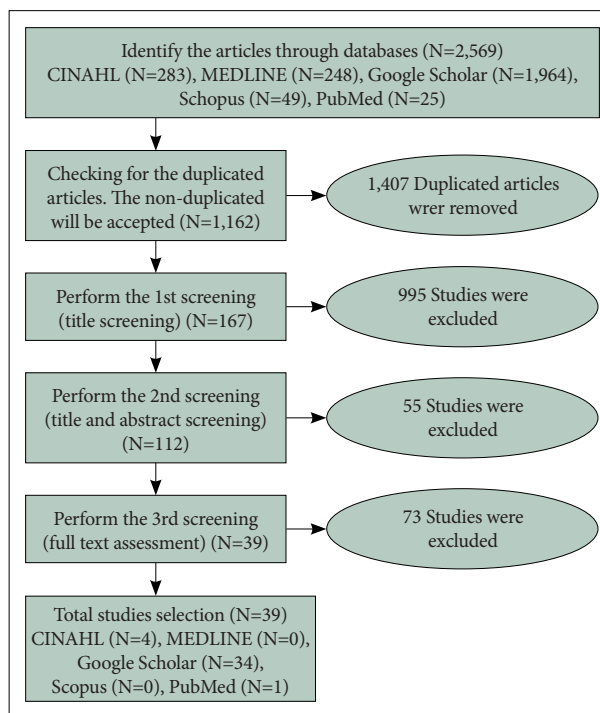 Identify the articles through databases (N=2,569)
CINAHL (N=283), MEDLINE (N=248), Google Scholar (N=1,964),
Schopus (N=49), PubMed (N=25)
Checking for the duplicated
articles. The non-duplicated
will be accepted (N=1,162)
1,407 Duplicated articles
wrer removed
Perform the 1st screening
(title screening) (N=167)
995 Studies were
excluded
Perform the 2nd screening
(title and abstract screening)
(N=112)
55 Studies were
excluded
Perform the 3rd screening
(full text assessment) (N=39)
73 Studies were
excluded
Total studies selection (N=39)
CINAHL (N=4), MEDLINE (N=0),
Google Scholar (N=34),
Scopus (N=0), PubMed (N=1)